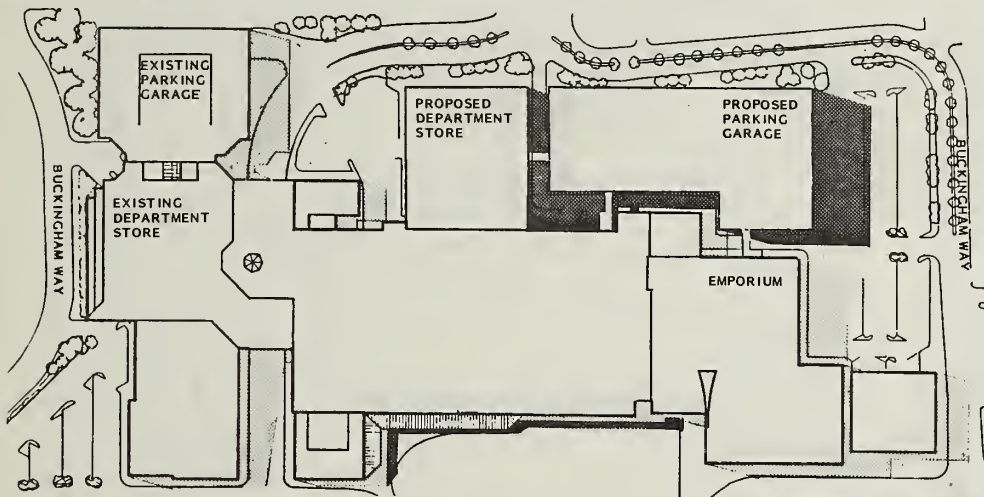 EXISTING
PARKING
GARAGE
PROPOSED
DEPARTMENT
STORE
PROPOSED
PARKING
GARAGE
BUCKINGHAM WAY
EXISTING
DEPARTMENT
STORE
BUCKINGHAM WAY
EMPORIUM